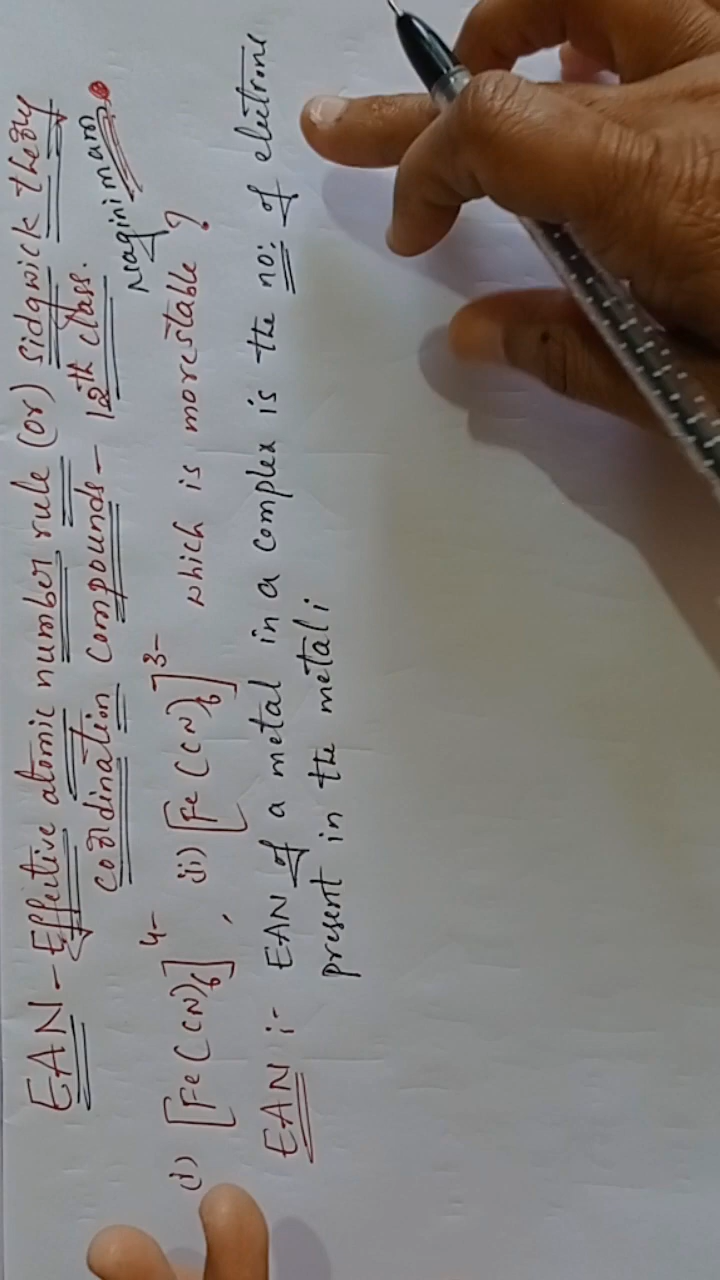 EAN - Effective atomic number rule (or) Sidgwick theory
Coordination Compounds - 12th class.
Neagini mam
(i) [Fe(CN)6]4- , (ii) [Fe(CN)6]3- which is more stable ?
EAN :- EAN of a metal in a complex is the no: of electrons
present in the metal ;